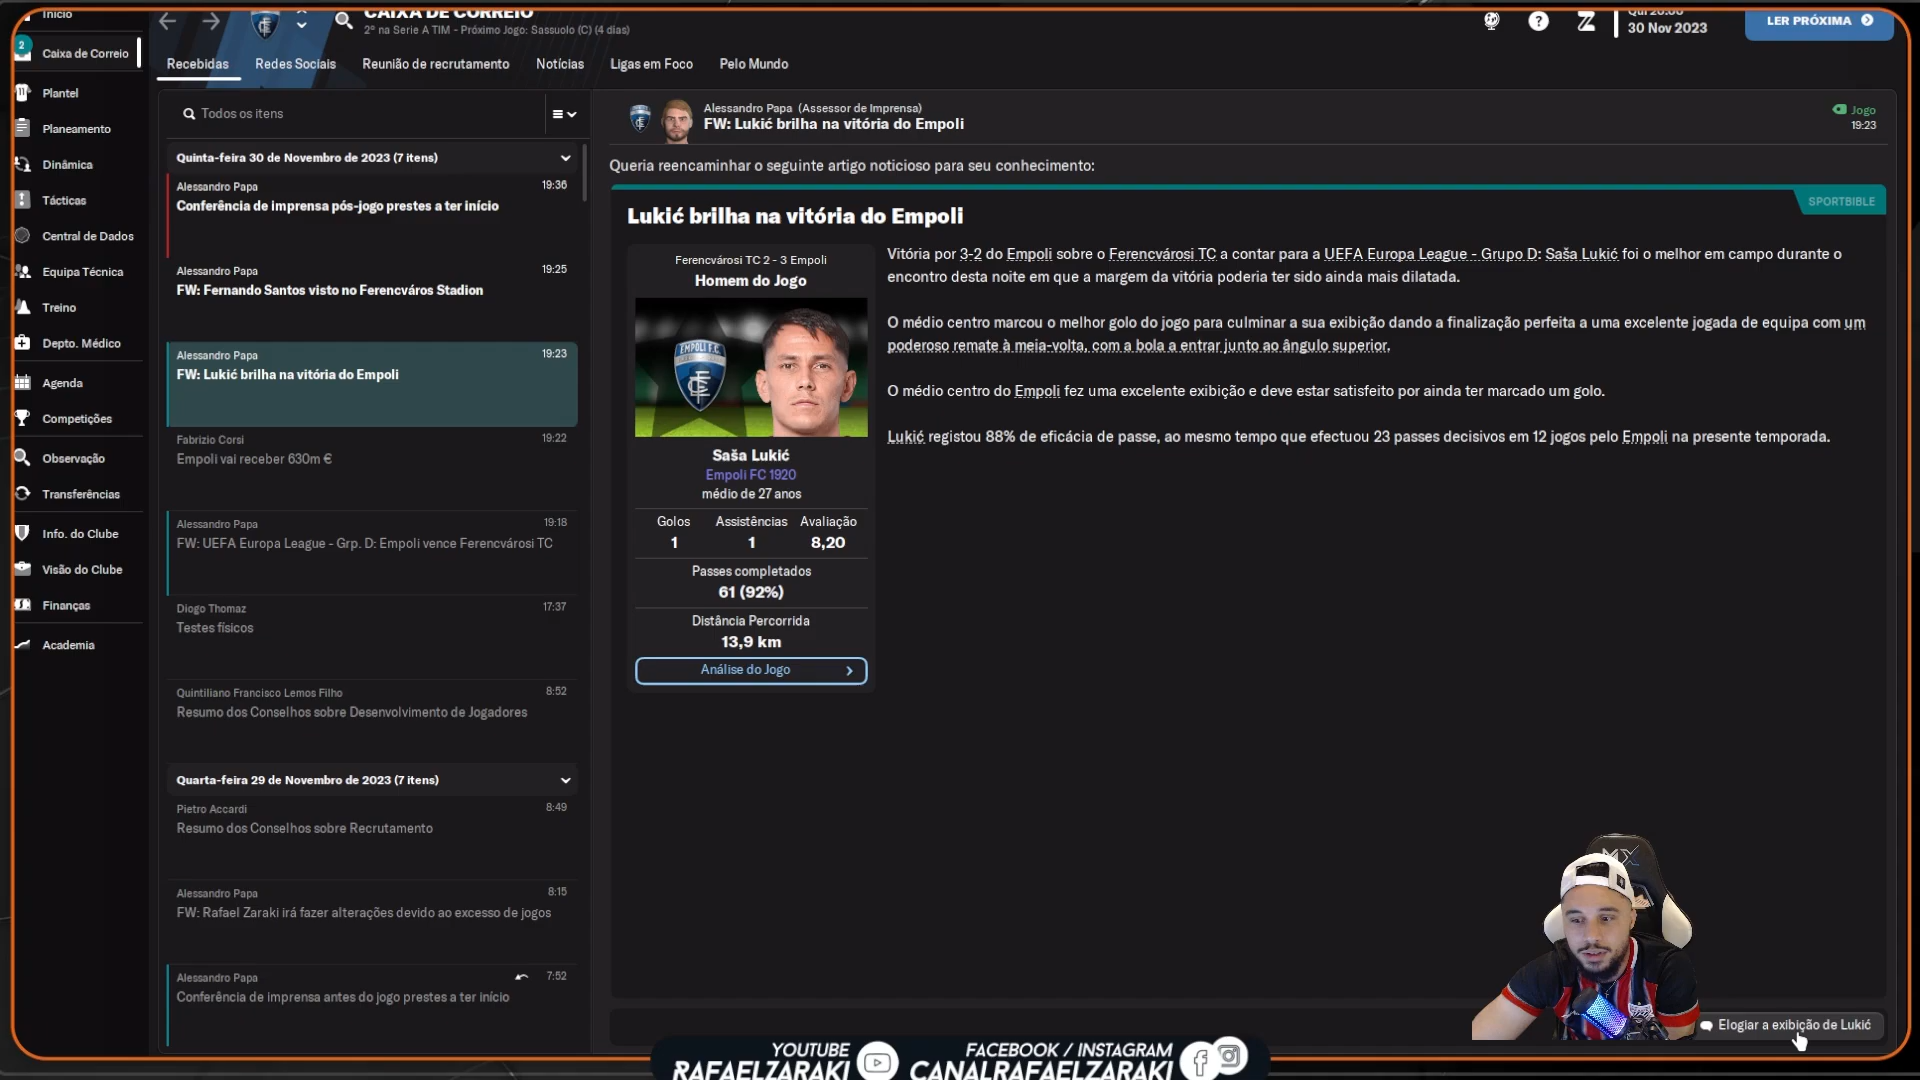 Início
2
Caixa de Correio
Plantel
Planeamento
Dinâmica
Tácticas
Central de Dados
Equipa Técnica
Treino
Depto. Médico
Agenda
Competições
Observação
Transferências
Info. do Clube
Visão do Clube
Finanças
Academia
CAIXA DE CORREIO
2º na Serie A TIM - Próximo Jogo: Sassuolo (C) (4 dias)
30 Nov 2023
LER PRÓXIMA
Recebidas
Redes Sociais
Reunião de recrutamento
Notícias
Ligas em Foco
Pelo Mundo
Todos os itens
Quinta-feira 30 de Novembro de 2023 (7 itens)
Alessandro Papa 19:36
Conferência de imprensa pós-jogo prestes a ter início
Alessandro Papa 19:25
FW: Fernando Santos visto no Ferencváros Stadion
Alessandro Papa 19:23
FW: Lukić brilha na vitória do Empoli
Fabrizio Corsi 19:22
Empoli vai receber 630m €
Alessandro Papa 19:18
FW: UEFA Europa League - Grp. D: Empoli vence Ferencvárosi TC
Diogo Thomaz 17:37
Testes físicos
Quintiliano Francisco Lemos Filho 8:52
Resumo dos Conselhos sobre Desenvolvimento de Jogadores
Quarta-feira 29 de Novembro de 2023 (7 itens)
Pietro Accardi 8:49
Resumo dos Conselhos sobre Recrutamento
Alessandro Papa 8:15
FW: Rafael Zaraki irá fazer alterações devido ao excesso de jogos
Alessandro Papa 7:52
Conferência de imprensa antes do jogo prestes a ter início
Alessandro Papa (Assessor de Imprensa)
FW: Lukić brilha na vitória do Empoli
Jogo
19:23
Queria reencaminhar o seguinte artigo noticioso para seu conhecimento:
SPORTBIBLE
Lukić brilha na vitória do Empoli
Ferencvárosi TC 2 - 3 Empoli
Homem do Jogo
EMPOLI F.C.
Saša Lukić
Empoli FC 1920
médio de 27 anos
Golos Assistências Avaliação
1 1 8,20
Passes completados
61 (92%)
Distância Percorrida
13,9 km
Análise do Jogo
Vitória por 3-2 do Empoli sobre o Ferencvárosi TC a contar para a UEFA Europa League - Grupo D: Saša Lukić foi o melhor em campo durante o
encontro desta noite em que a margem da vitória poderia ter sido ainda mais dilatada.
O médio centro marcou o melhor golo do jogo para culminar a sua exibição dando a finalização perfeita a uma excelente jogada de equipa com um
poderoso remate à meia-volta, com a bola a entrar junto ao ângulo superior.
O médio centro do Empoli fez uma excelente exibição e deve estar satisfeito por ainda ter marcado um golo.
Lukić registou 88% de eficácia de passe, ao mesmo tempo que efectuou 23 passes decisivos em 12 jogos pelo Empoli na presente temporada.
Elogiar a exibição de Lukić
YOUTUBE
RAFAELZARAKI
FACEBOOK / INSTAGRAM
CANALRAFAELZARAKI